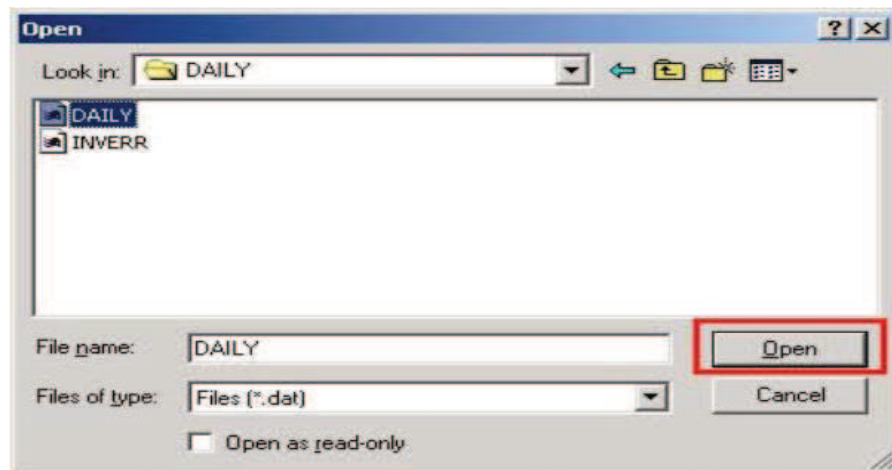 Open
Look in: DAILY
DAILY
INVERR
File name: DAILY Open
Files of type: Files (*.dat) Cancel
Open as read-only